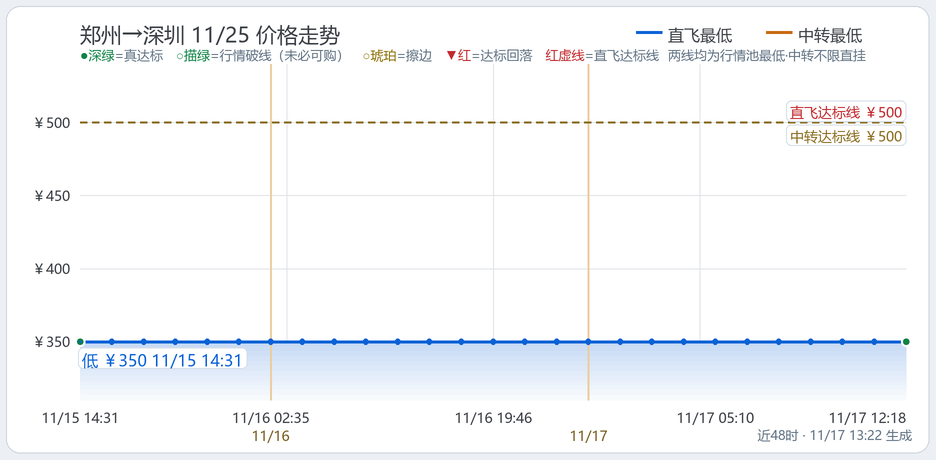 郑州→深圳 11/25 价格走势
直飞最低 中转最低
●深绿=真达标 ○描绿=行情破线（未必可购） ○琥珀=擦边 ▼红=达标回落 红虚线=直飞达标线 两线均为行情池最低·中转不限直挂
¥500
直飞达标线 ¥500
中转达标线 ¥500
¥450
¥400
¥350
低 ¥350 11/15 14:31
11/15 14:31 11/16 02:35 11/16 19:46 11/17 05:10 11/17 12:18
11/16 11/17
近48时 · 11/17 13:22 生成